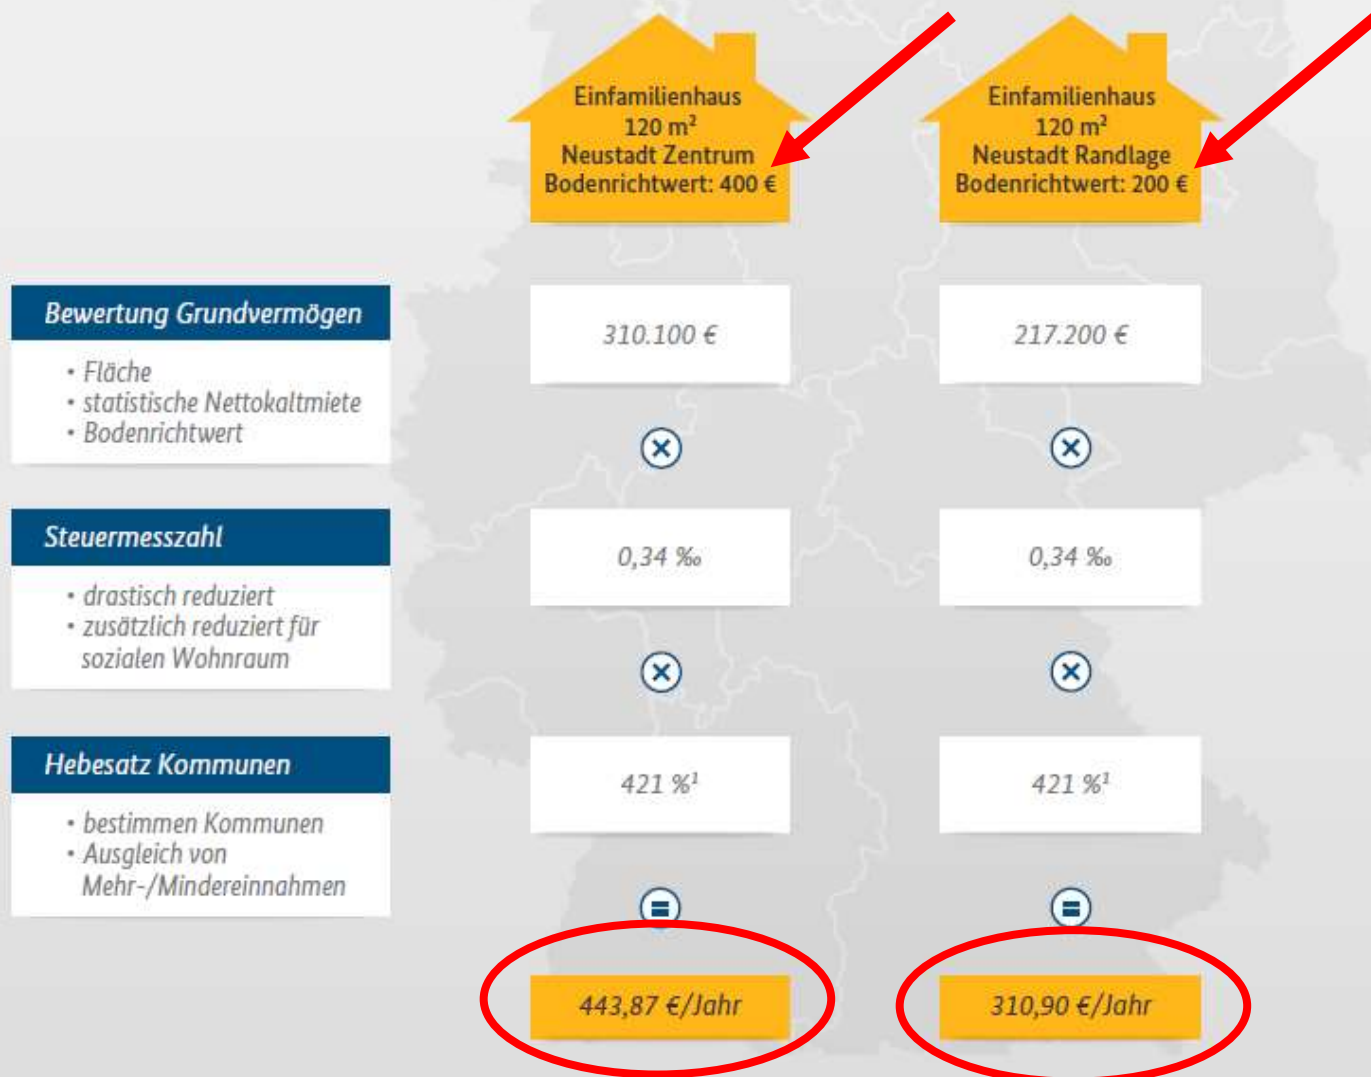 Einfamilienhaus
120 m²
Neustadt Zentrum
Bodenrichtwert: 400 €
Einfamilienhaus
120 m²
Neustadt Randlage
Bodenrichtwert: 200 €
Bewertung Grundvermögen
• Fläche
• statistische Nettokaltmiete
• Bodenrichtwert
310.100 €
217.200 €
Steuermesszahl
• drastisch reduziert
• zusätzlich reduziert für
sozialen Wohnraum
0,34 ‰
0,34 ‰
Hebesatz Kommunen
• bestimmen Kommunen
• Ausgleich von
Mehr-/Mindereinnahmen
421 %¹
421 %¹
443,87 €/Jahr
310,90 €/Jahr